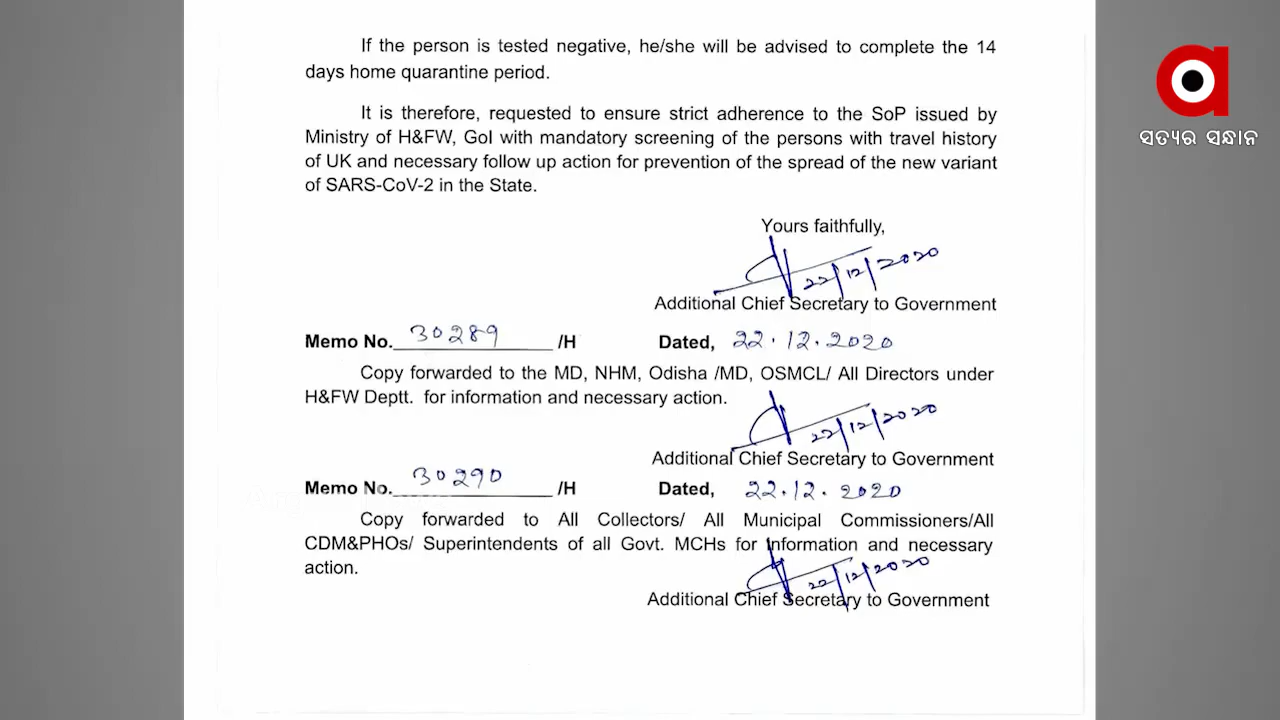 If the person is tested negative, he/she will be advised to complete the 14
days home quarantine period.
It is therefore, requested to ensure strict adherence to the SoP issued by
Ministry of H&FW, GoI with mandatory screening of the persons with travel history
of UK and necessary follow up action for prevention of the spread of the new variant
of SARS-CoV-2 in the State.
Yours faithfully,
22/12/2020
Additional Chief Secretary to Government
Memo No. 30289 /H Dated, 22.12.2020
Copy forwarded to the MD, NHM, Odisha /MD, OSMCL/ All Directors under
H&FW Deptt. for information and necessary action.
22/12/2020
Additional Chief Secretary to Government
Memo No. 30290 /H Dated, 22.12.2020
Copy forwarded to All Collectors/ All Municipal Commissioners/All
CDM&PHOs/ Superintendents of all Govt. MCHs for information and necessary
action.
22/12/2020
Additional Chief Secretary to Government
a
ସତ୍ୟର ସନ୍ଧାନ